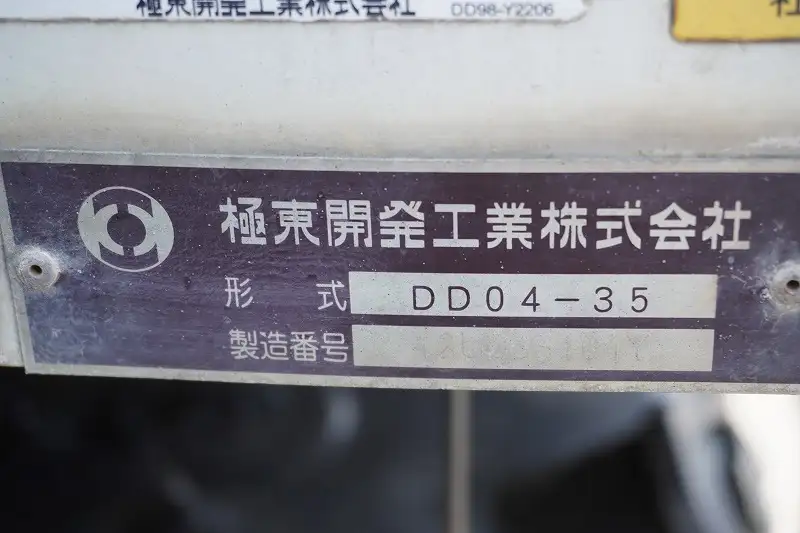 極東開発工業株式会社 DD98-Y2206
社
極東開発工業株式会社
形式 DD04-35
製造番号